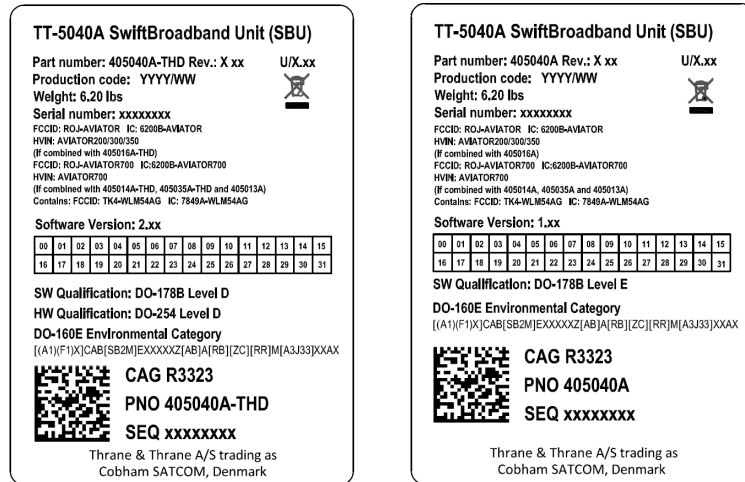 TT-5040A SwiftBroadband Unit (SBU)
Part number: 405040A-THD Rev.: X xx U/X.xx
Production code: YYYY/WW
Weight: 6.20 lbs
Serial number: xxxxxxxx
FCCID: ROJ-AVIATOR IC: 6200B-AVIATOR
HVIN: AVIATOR200/300/350
(If combined with 405016A-THD)
FCCID: ROJ-AVIATOR700 IC:6200B-AVIATOR700
HVIN: AVIATOR700
(If combined with 405014A-THD, 405035A-THD and 405013A)
Contains: FCCID: TK4-WLM54AG IC: 7849A-WLM54AG
Software Version: 2.xx
00 01 02 03 04 05 06 07 08 09 10 11 12 13 14 15
16 17 18 19 20 21 22 23 24 25 26 27 28 29 30 31
SW Qualification: DO-178B Level D
HW Qualification: DO-254 Level D
DO-160E Environmental Category
[(A1)(F1)X]CAB[SB2M]EXXXXXZ[AB]A[RB][ZC][RR]M[A3J33]XXAX
CAG R3323
PNO 405040A-THD
SEQ xxxxxxxx
Thrane & Thrane A/S trading as
Cobham SATCOM, Denmark
TT-5040A SwiftBroadband Unit (SBU)
Part number: 405040A Rev.: X xx U/X.xx
Production code: YYYY/WW
Weight: 6.20 lbs
Serial number: xxxxxxxx
FCCID: ROJ-AVIATOR IC: 6200B-AVIATOR
HVIN: AVIATOR200/300/350
(If combined with 405016A)
FCCID: ROJ-AVIATOR700 IC:6200B-AVIATOR700
HVIN: AVIATOR700
(If combined with 405014A, 405035A and 405013A)
Contains: FCCID: TK4-WLM54AG IC: 7849A-WLM54AG
Software Version: 1.xx
00 01 02 03 04 05 06 07 08 09 10 11 12 13 14 15
16 17 18 19 20 21 22 23 24 25 26 27 28 29 30 31
SW Qualification: DO-178B Level E
DO-160E Environmental Category
[(A1)(F1)X]CAB[SB2M]EXXXXXZ[AB]A[RB][ZC][RR]M[A3J33]XXAX
CAG R3323
PNO 405040A
SEQ xxxxxxxx
Thrane & Thrane A/S trading as
Cobham SATCOM, Denmark